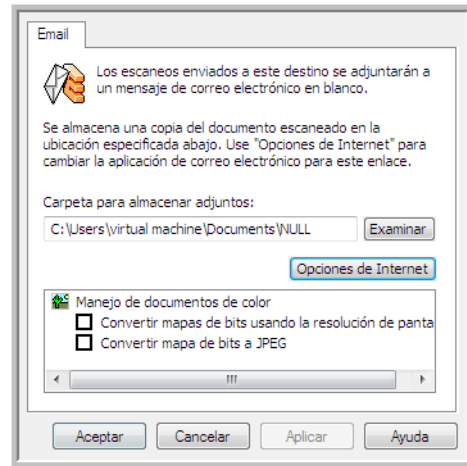 Email
Los escaneos enviados a este destino se adjuntarán a
un mensaje de correo electrónico en blanco.
Se almacena una copia del documento escaneado en la
ubicación especificada abajo. Use "Opciones de Internet" para
cambiar la aplicación de correo electrónico para este enlace.
Carpeta para almacenar adjuntos:
C:\Users\virtual machine\Documents\NULL
Examinar
Opciones de Internet
Manejo de documentos de color
Convertir mapas de bits usando la resolución de panta
Convertir mapa de bits a JPEG
Aceptar Cancelar Aplicar Ayuda